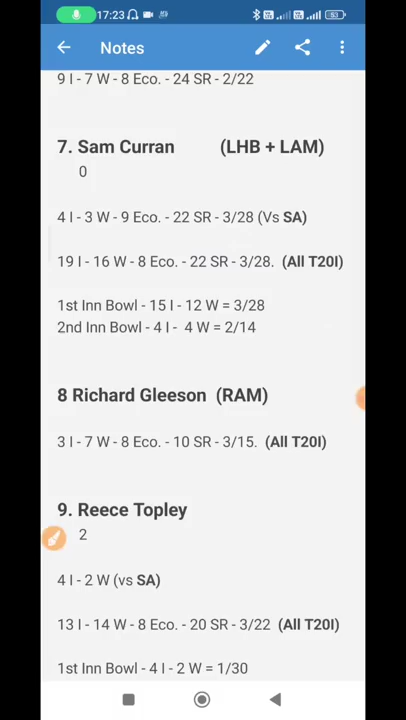 17:23
53
Notes
9 I - 7 W - 8 Eco. - 24 SR - 2/22
7. Sam Curran (LHB + LAM)
0
4 I - 3 W - 9 Eco. - 22 SR - 3/28 (Vs SA)
19 I - 16 W - 8 Eco. - 22 SR - 3/28. (All T20I)
1st Inn Bowl - 15 I - 12 W = 3/28
2nd Inn Bowl - 4 I - 4 W = 2/14
8 Richard Gleeson (RAM)
3 I - 7 W - 8 Eco. - 10 SR - 3/15. (All T20I)
9. Reece Topley
2
4 I - 2 W (vs SA)
13 I - 14 W - 8 Eco. - 20 SR - 3/22 (All T20I)
1st Inn Bowl - 4 I - 2 W = 1/30